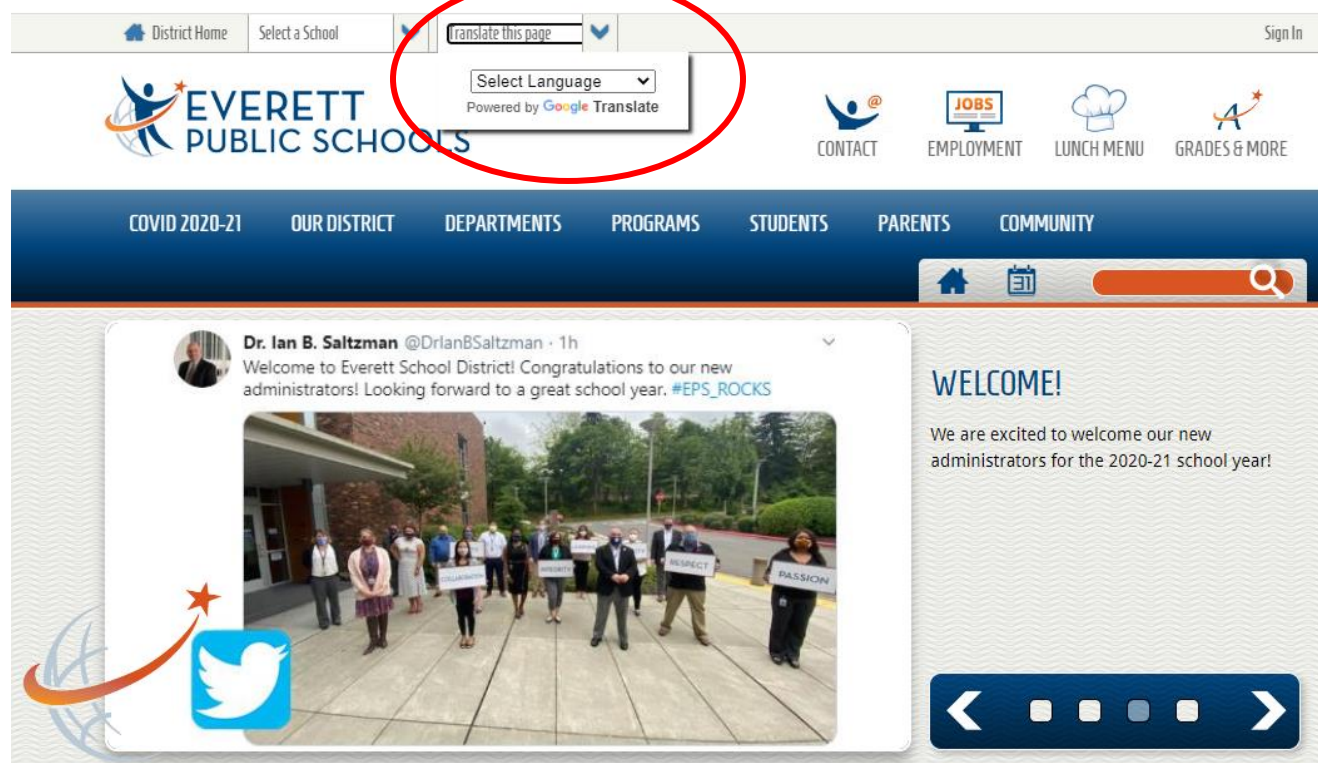 District Home
Select a School
Translate this page
Sign In
Select Language
Powered by Google Translate
EVERETT
PUBLIC SCHOOLS
@
JOBS
CONTACT
EMPLOYMENT
LUNCH MENU
GRADES & MORE
COVID 2020-21
OUR DISTRICT
DEPARTMENTS
PROGRAMS
STUDENTS
PARENTS
COMMUNITY
31
Dr. Ian B. Saltzman @DrIanBSaltzman · 1h
Welcome to Everett School District! Congratulations to our new
administrators! Looking forward to a great school year. #EPS_ROCKS
COLLABORATION
INTEGRITY
RESPECT
PASSION
WELCOME!
We are excited to welcome our new
administrators for the 2020-21 school year!